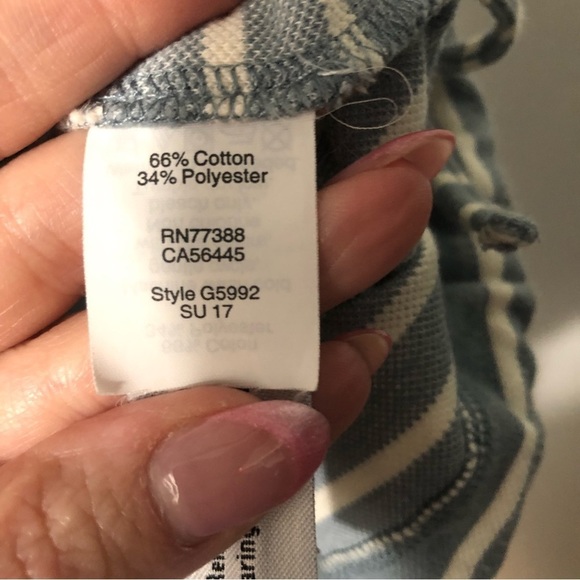 66% Cotton
34% Polyester
RN77388
CA56445
Style G5992
SU 17